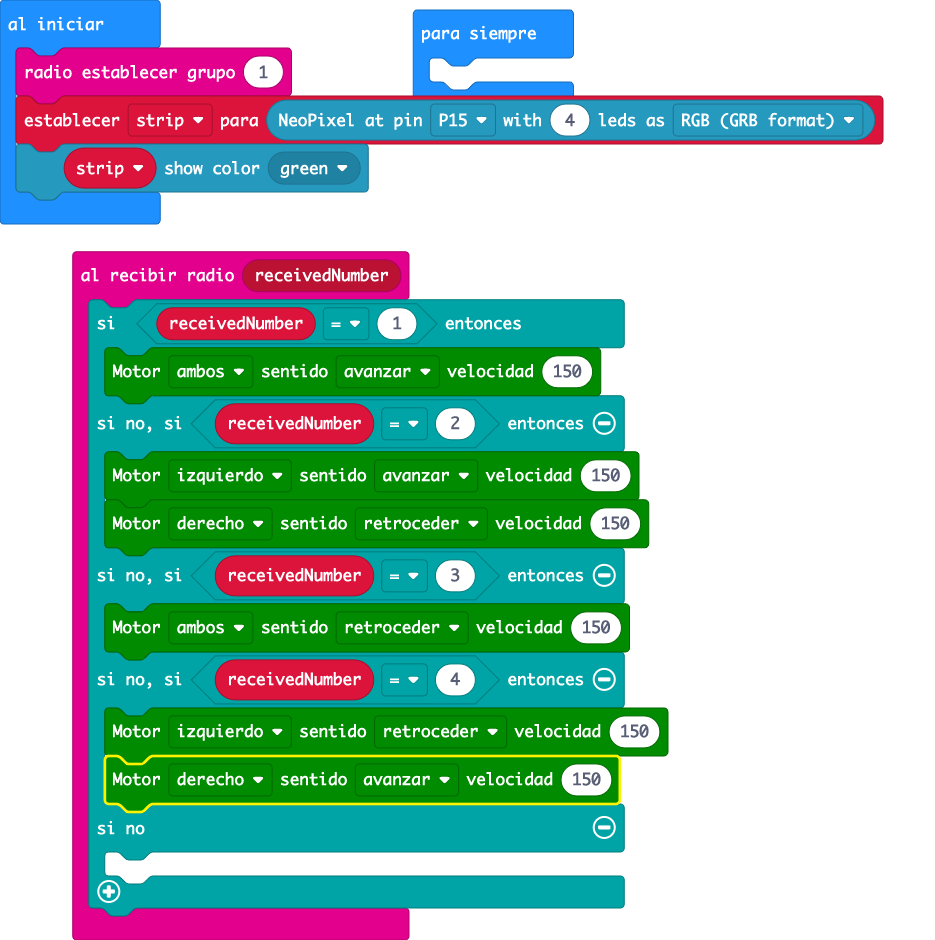 al iniciar
para siempre
radio establecer grupo 1
establecer strip para NeoPixel at pin P15 with 4 leds as RGB (GRB format)
strip show color green
al recibir radio receivedNumber
si receivedNumber = 1 entonces
Motor ambos sentido avanzar velocidad 150
si no, si receivedNumber = 2 entonces
Motor izquierdo sentido avanzar velocidad 150
Motor derecho sentido retroceder velocidad 150
si no, si receivedNumber = 3 entonces
Motor ambos sentido retroceder velocidad 150
si no, si receivedNumber = 4 entonces
Motor izquierdo sentido retroceder velocidad 150
Motor derecho sentido avanzar velocidad 150
si no